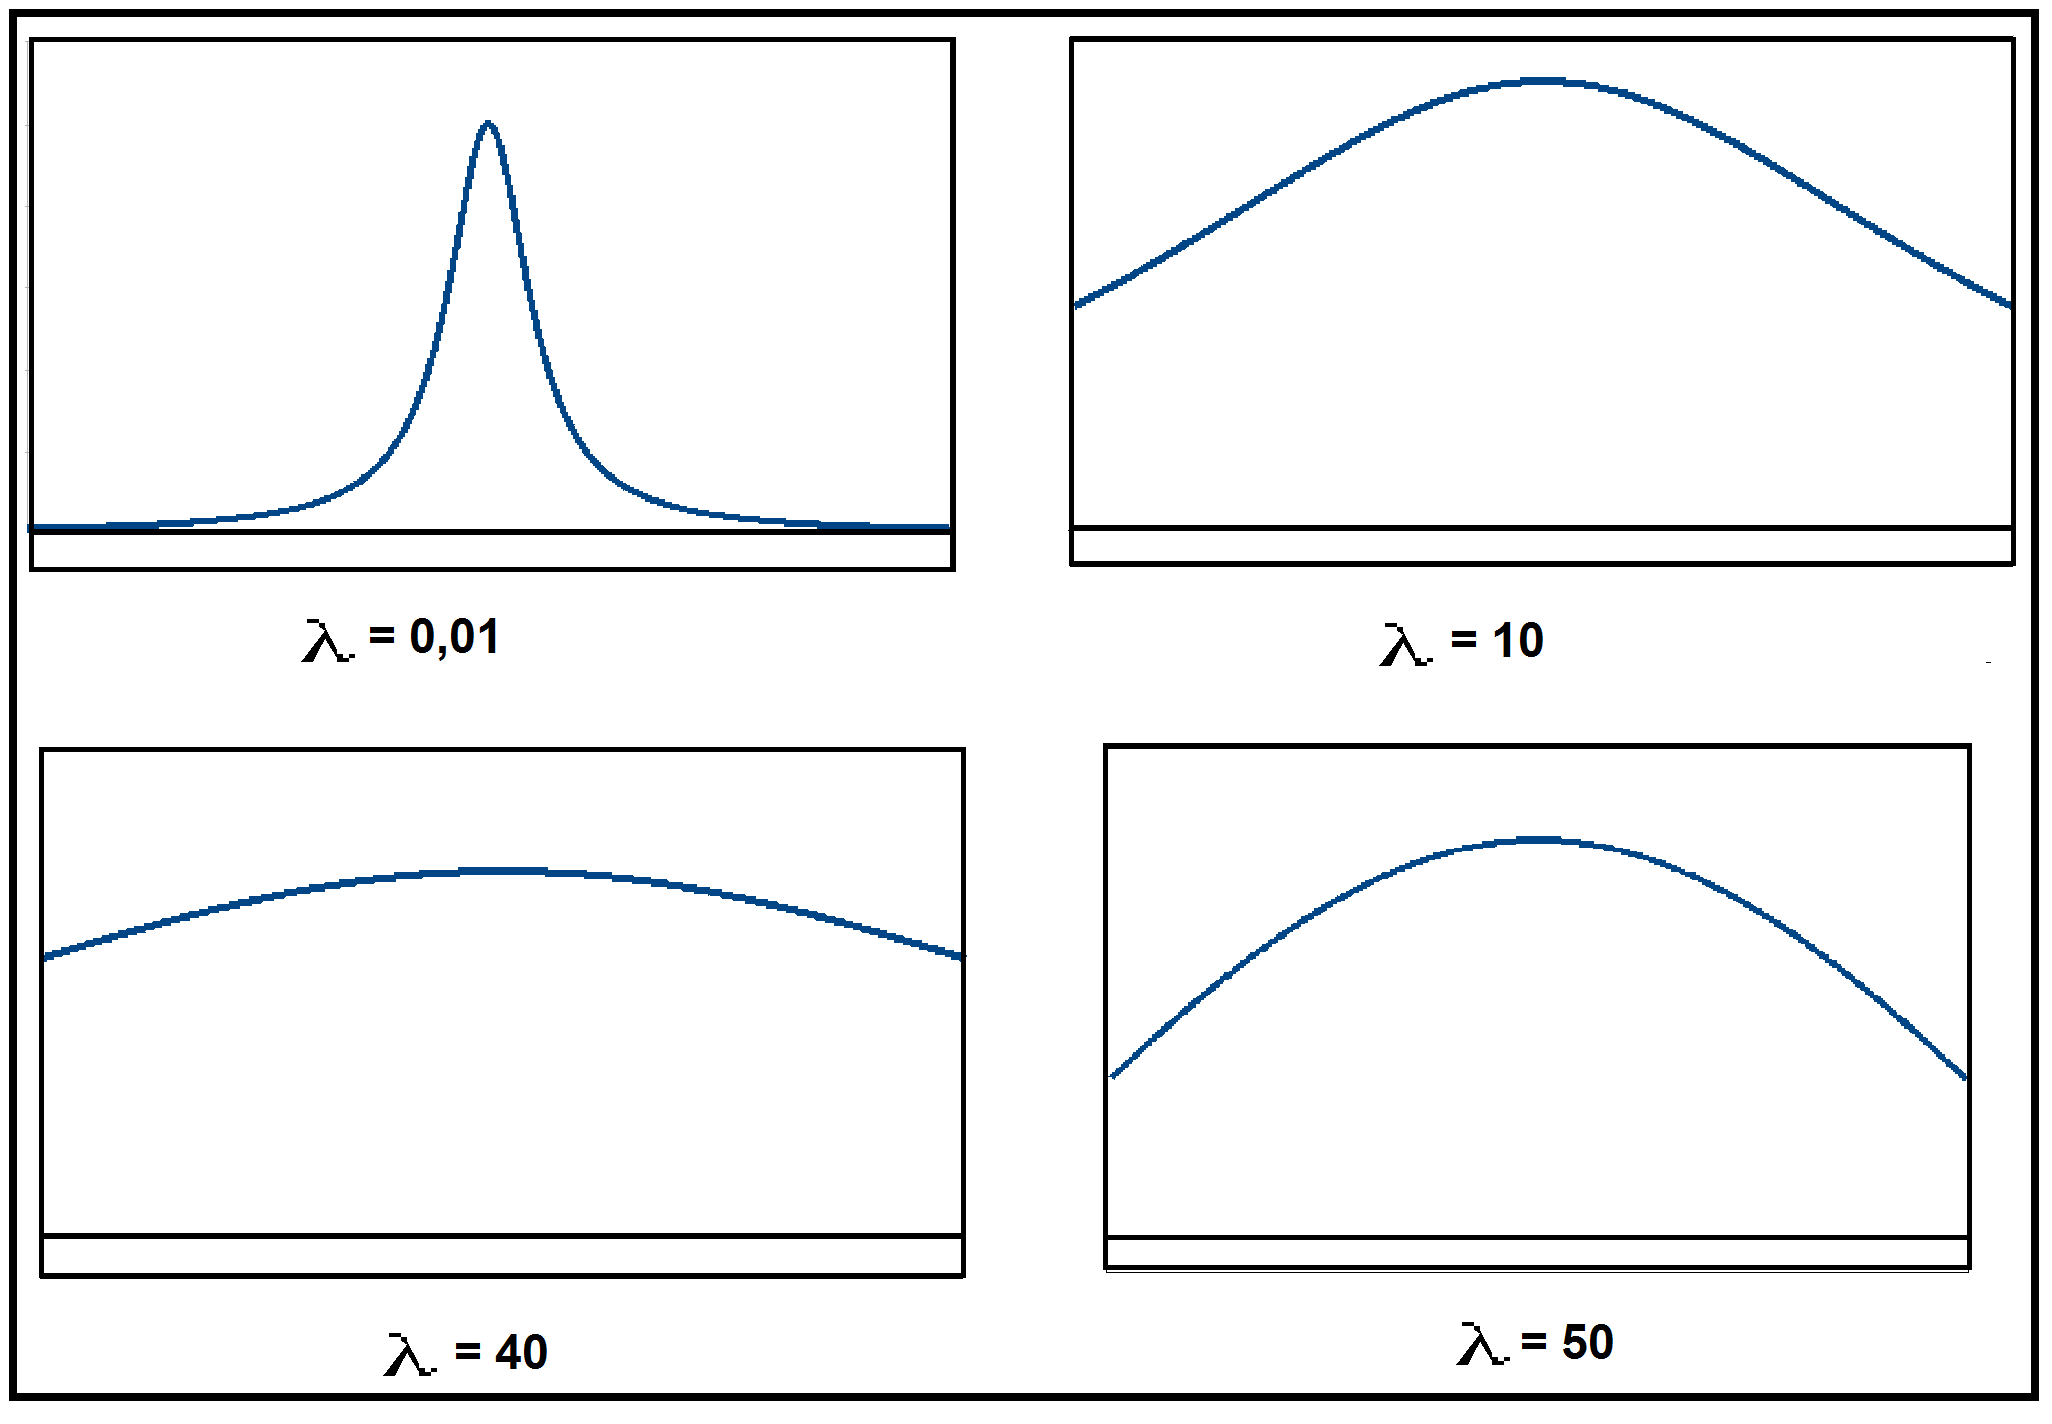 λ = 0,01
λ = 10
λ = 40
λ = 50